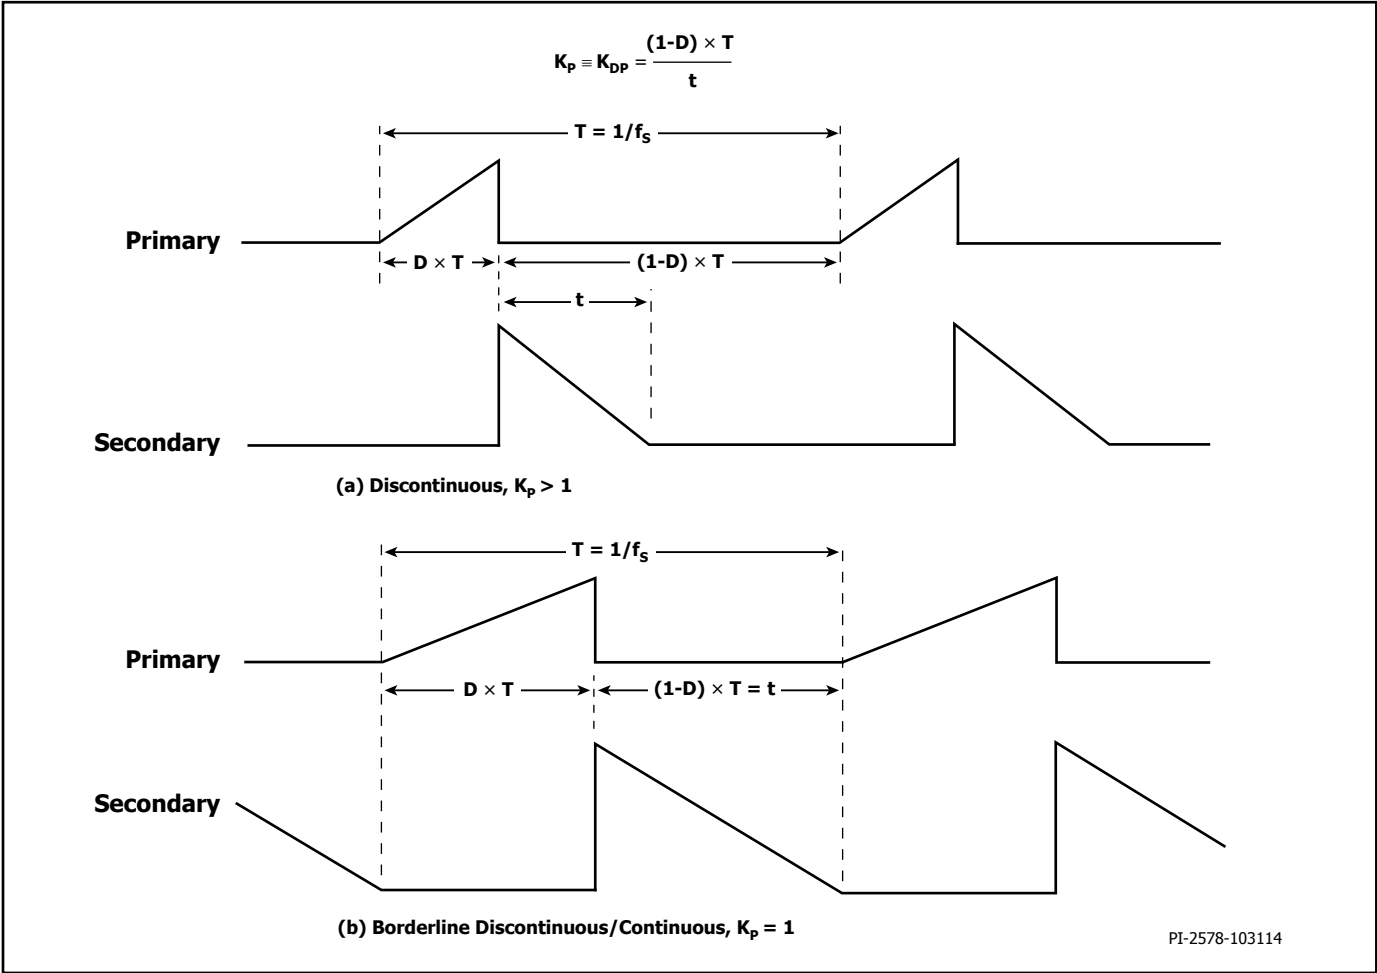 K_P ≡ K_DP = (1-D) × T / t
T = 1/f_S
Primary
D × T
(1-D) × T
t
Secondary
(a) Discontinuous, K_P > 1
T = 1/f_S
Primary
D × T
(1-D) × T = t
Secondary
(b) Borderline Discontinuous/Continuous, K_P = 1
PI-2578-103114